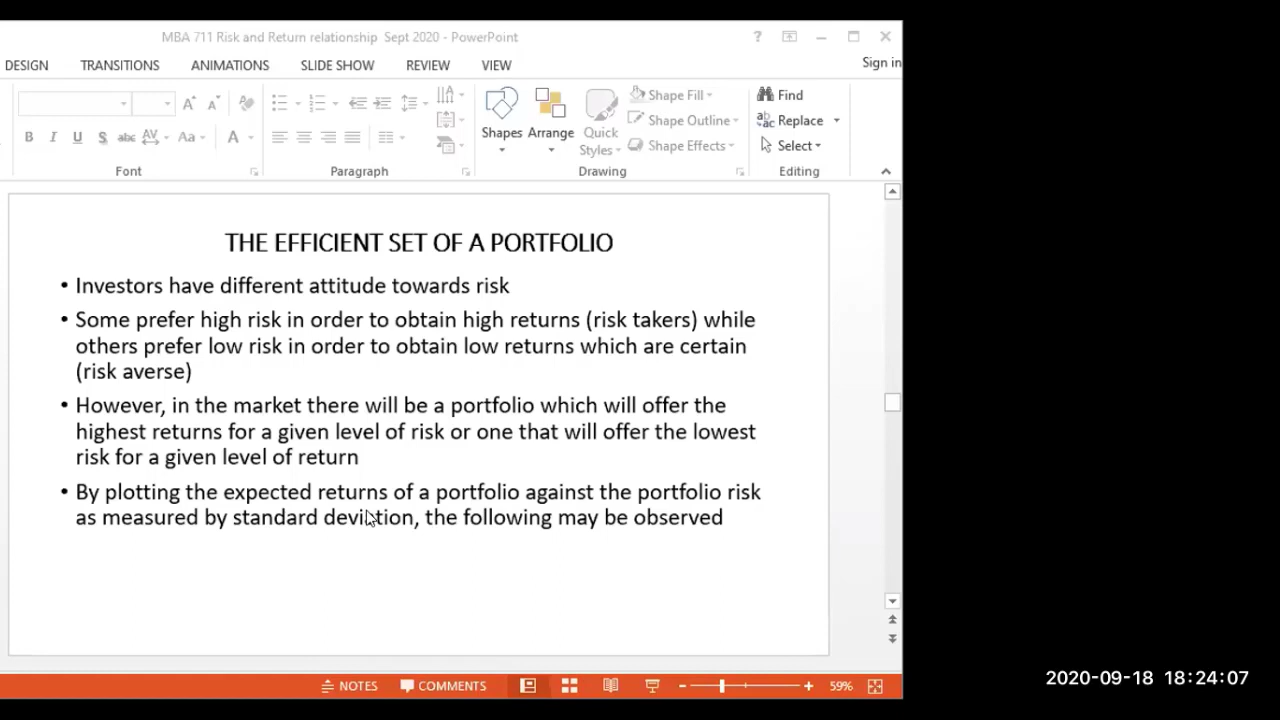 MBA 711 Risk and Return relationship Sept 2020 - PowerPoint
?
DESIGN TRANSITIONS ANIMATIONS SLIDE SHOW REVIEW VIEW Sign in
Shapes Arrange Quick Styles
Shape Fill
Shape Outline
Shape Effects
Find
Replace
Select
B I U S abc AV Aa A
Font Paragraph Drawing Editing
THE EFFICIENT SET OF A PORTFOLIO
• Investors have different attitude towards risk
• Some prefer high risk in order to obtain high returns (risk takers) while
others prefer low risk in order to obtain low returns which are certain
(risk averse)
• However, in the market there will be a portfolio which will offer the
highest returns for a given level of risk or one that will offer the lowest
risk for a given level of return
• By plotting the expected returns of a portfolio against the portfolio risk
as measured by standard deviation, the following may be observed
NOTES COMMENTS 59%
2020-09-18 18:24:07